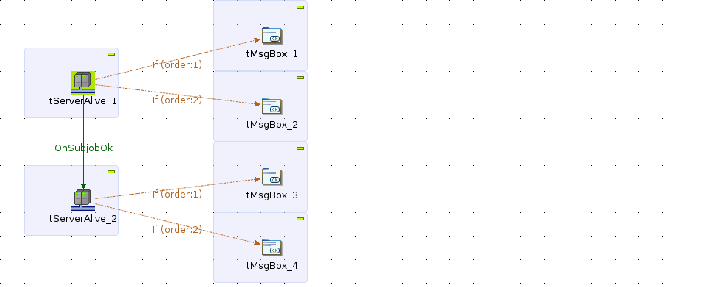 tMsgBox_1
If (order:1)
tServerAlive_1
If (order:2)
tMsgBox_2
OnSubjobOk
tMsgBox_3
If (order:1)
tServerAlive_2
If (order:2)
tMsgBox_4